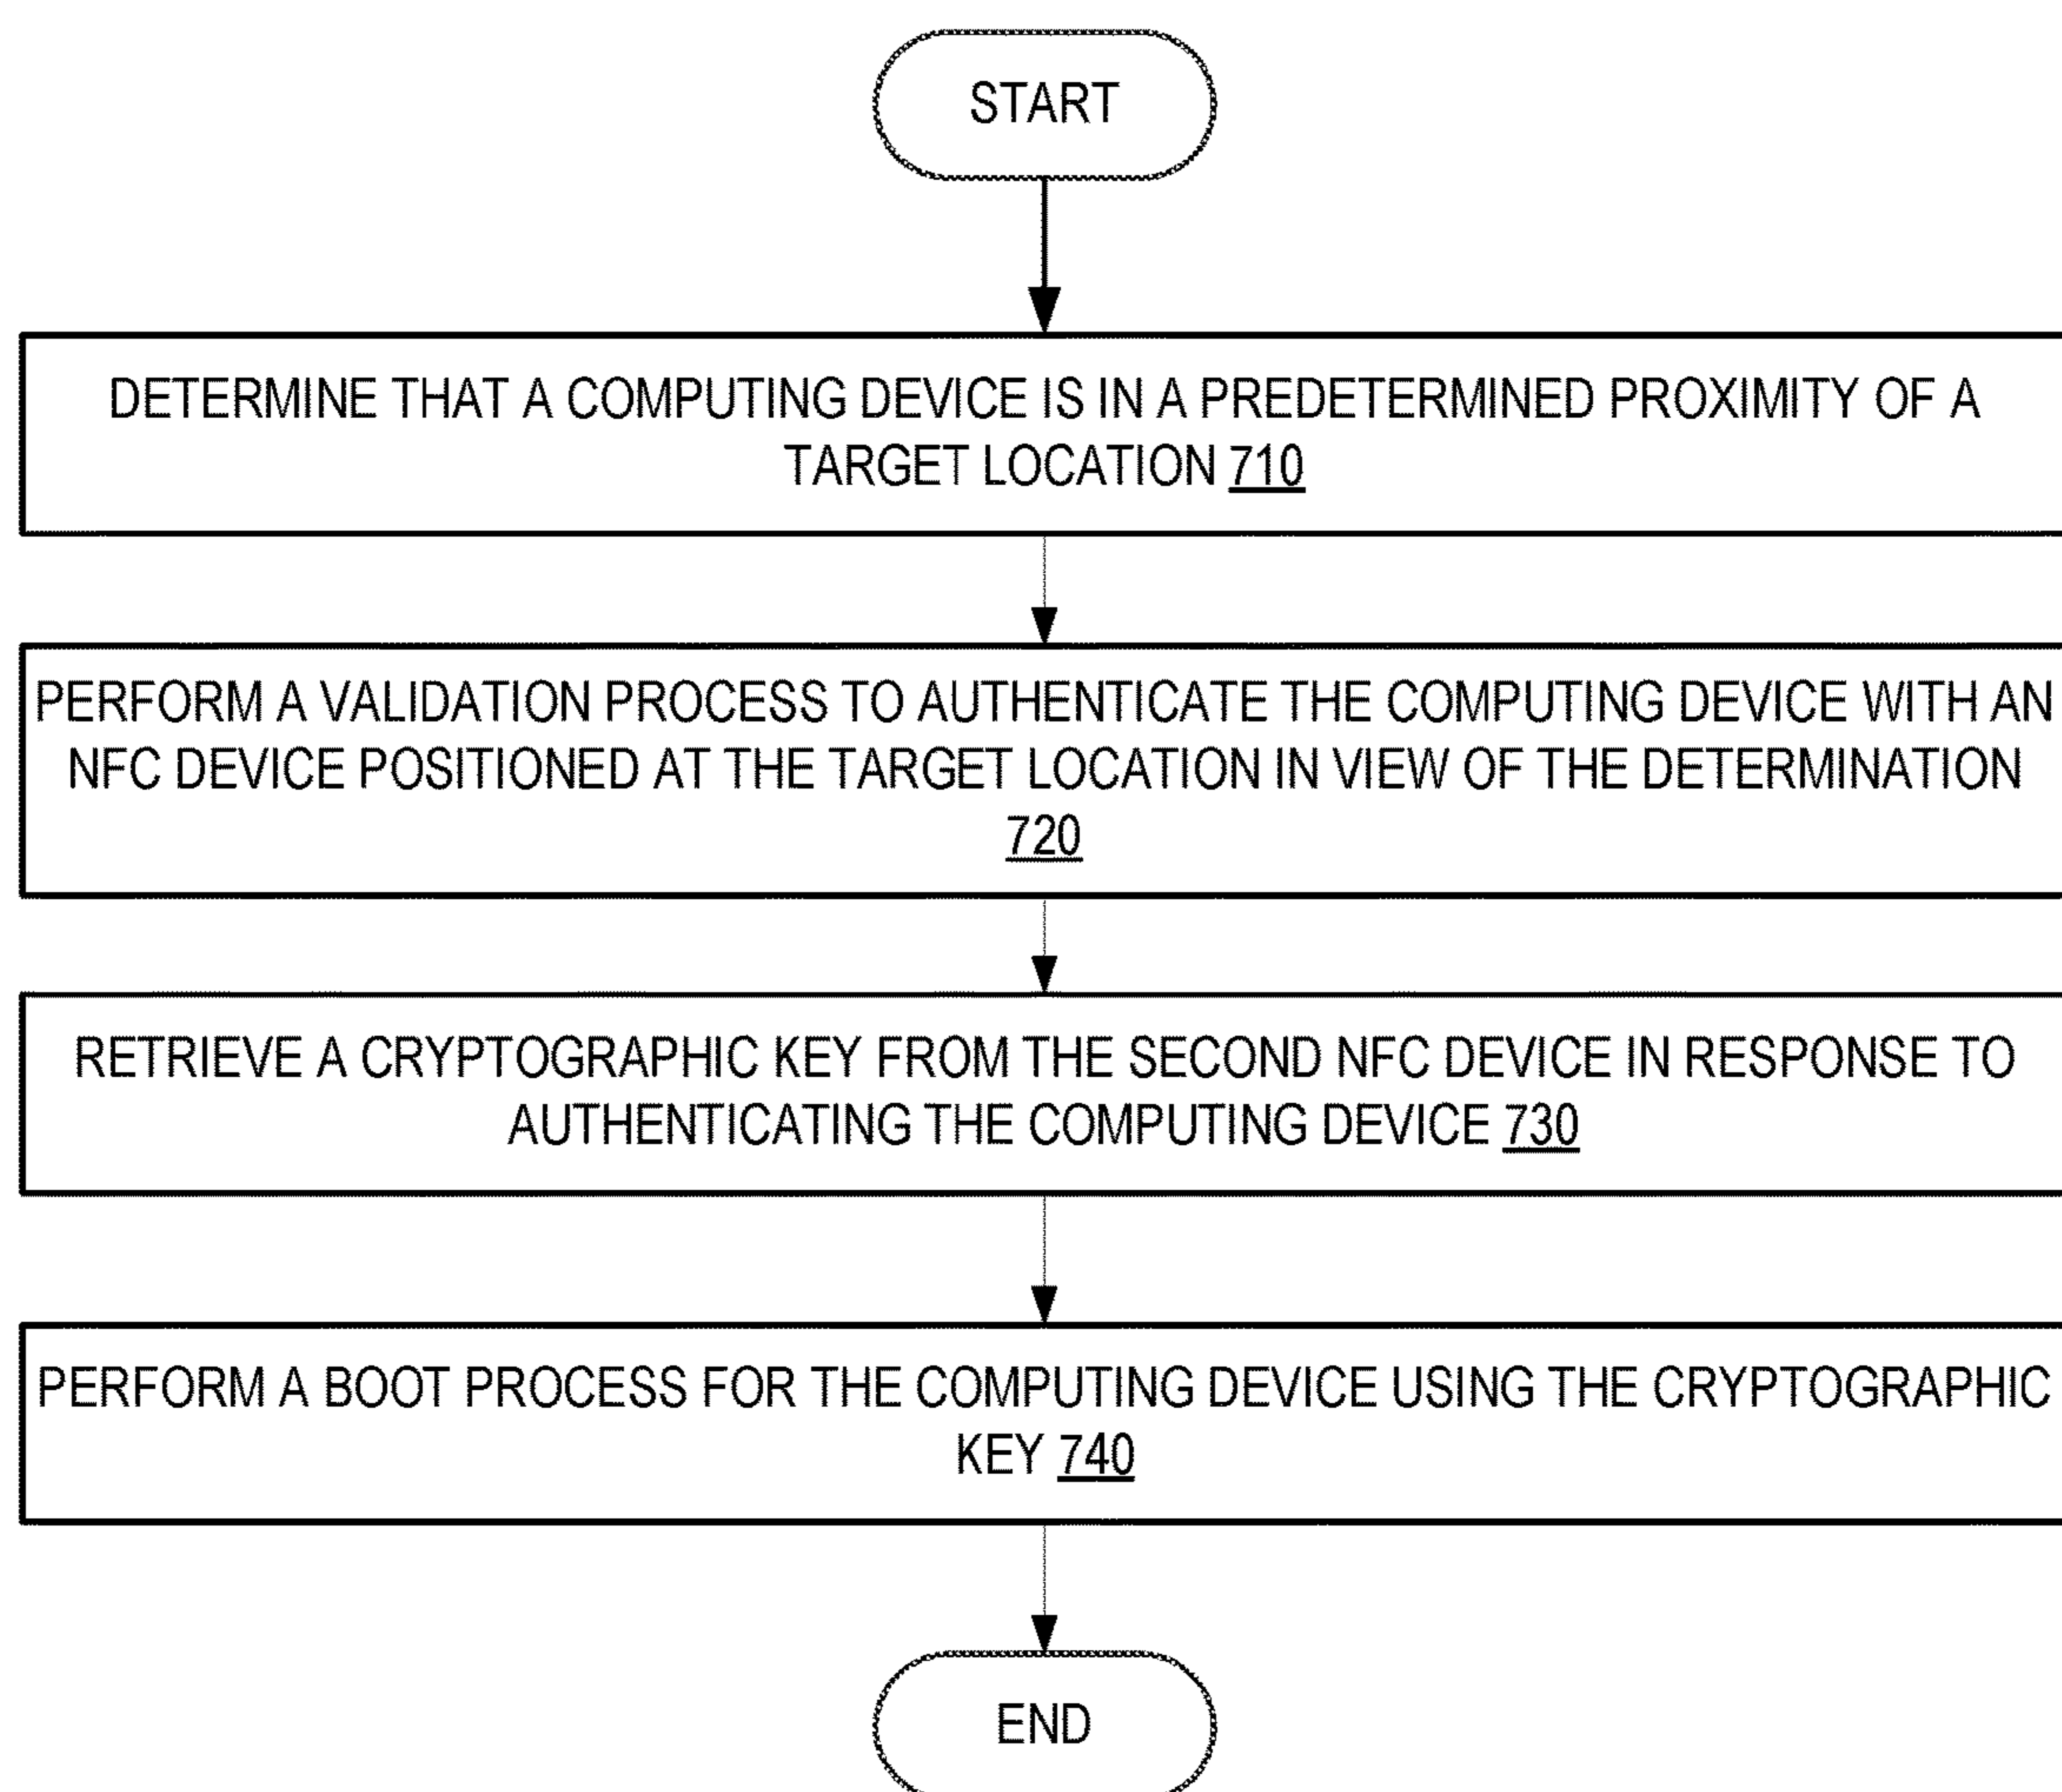 START
DETERMINE THAT A COMPUTING DEVICE IS IN A PREDETERMINED PROXIMITY OF A
TARGET LOCATION 710
PERFORM A VALIDATION PROCESS TO AUTHENTICATE THE COMPUTING DEVICE WITH AN
NFC DEVICE POSITIONED AT THE TARGET LOCATION IN VIEW OF THE DETERMINATION
720
RETRIEVE A CRYPTOGRAPHIC KEY FROM THE SECOND NFC DEVICE IN RESPONSE TO
AUTHENTICATING THE COMPUTING DEVICE 730
PERFORM A BOOT PROCESS FOR THE COMPUTING DEVICE USING THE CRYPTOGRAPHIC
KEY 740
END